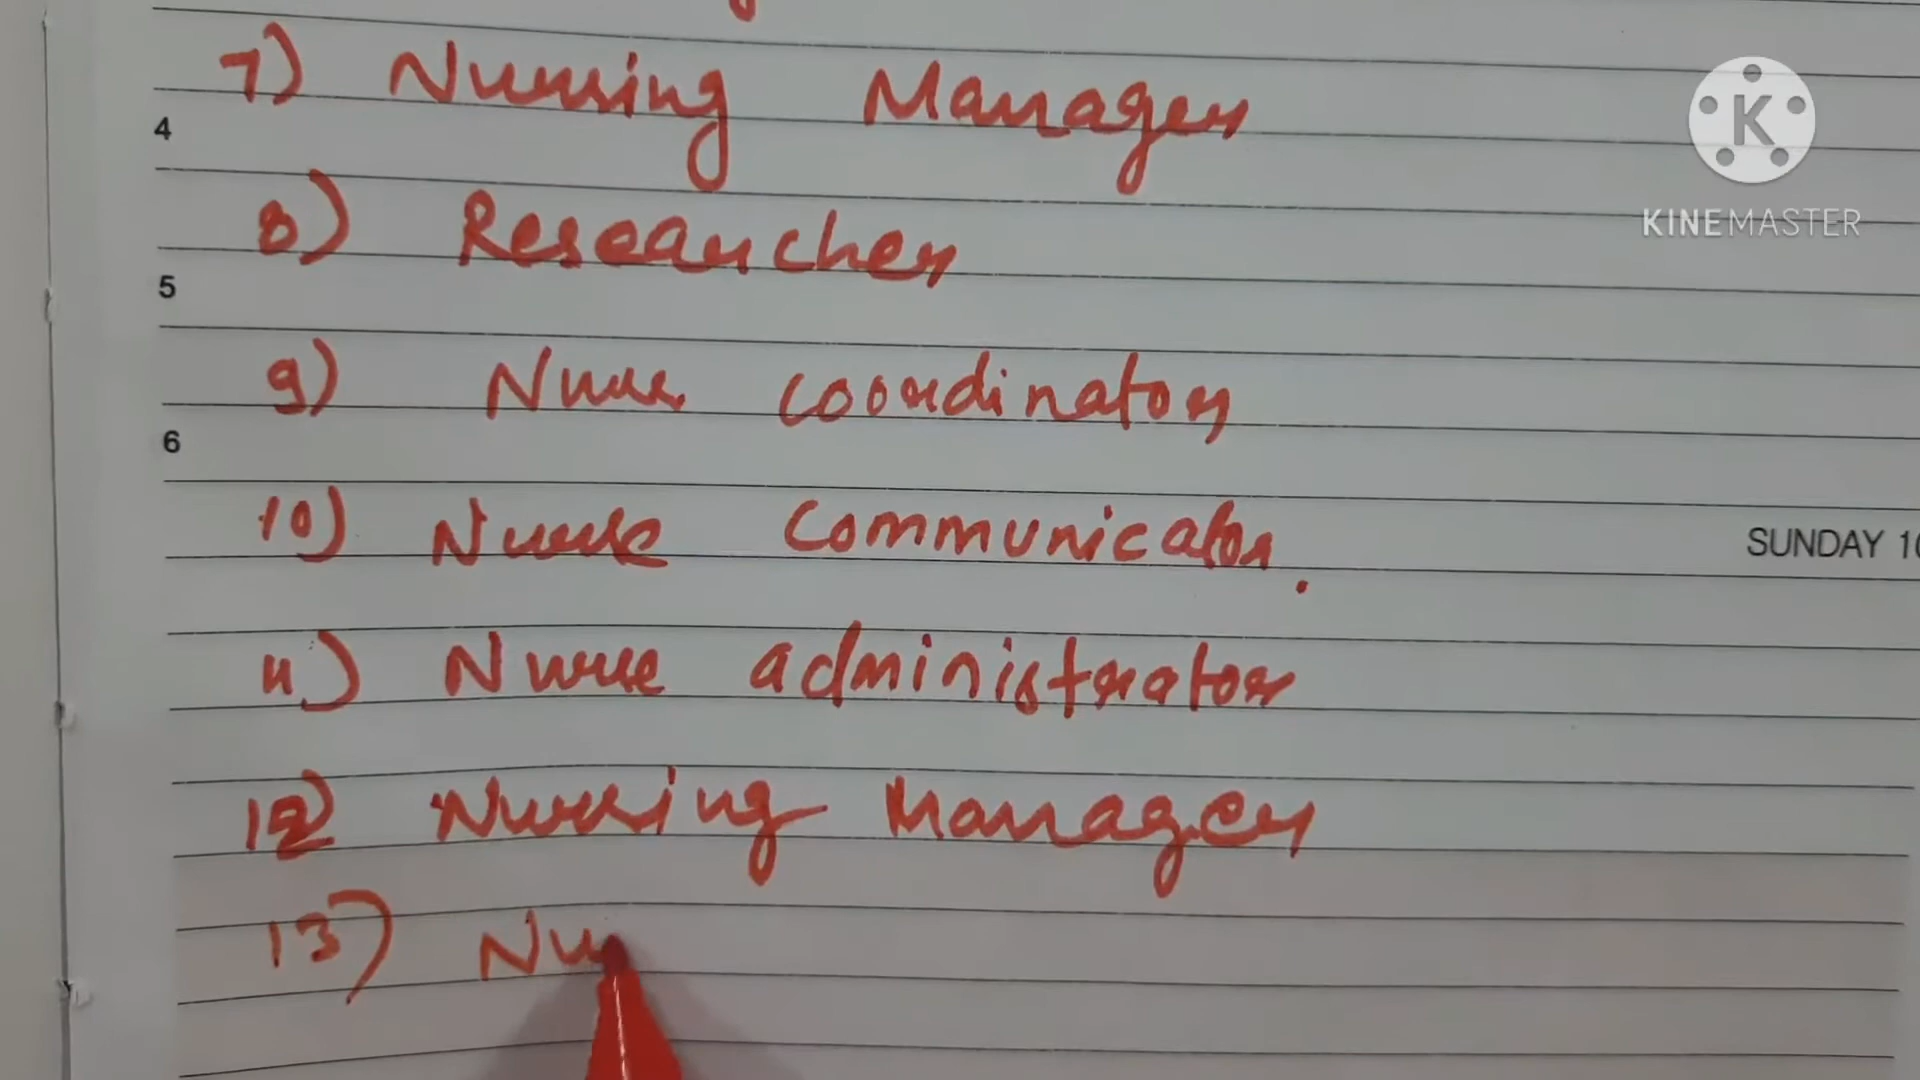 7) Nursing Manager
4
8) Researcher
5
9) Nurse coordinator
6
10) Nurse communicator.
SUNDAY 10
11) Nurse administrator
12) Nursing Manager
13) Nu
K
KINEMASTER